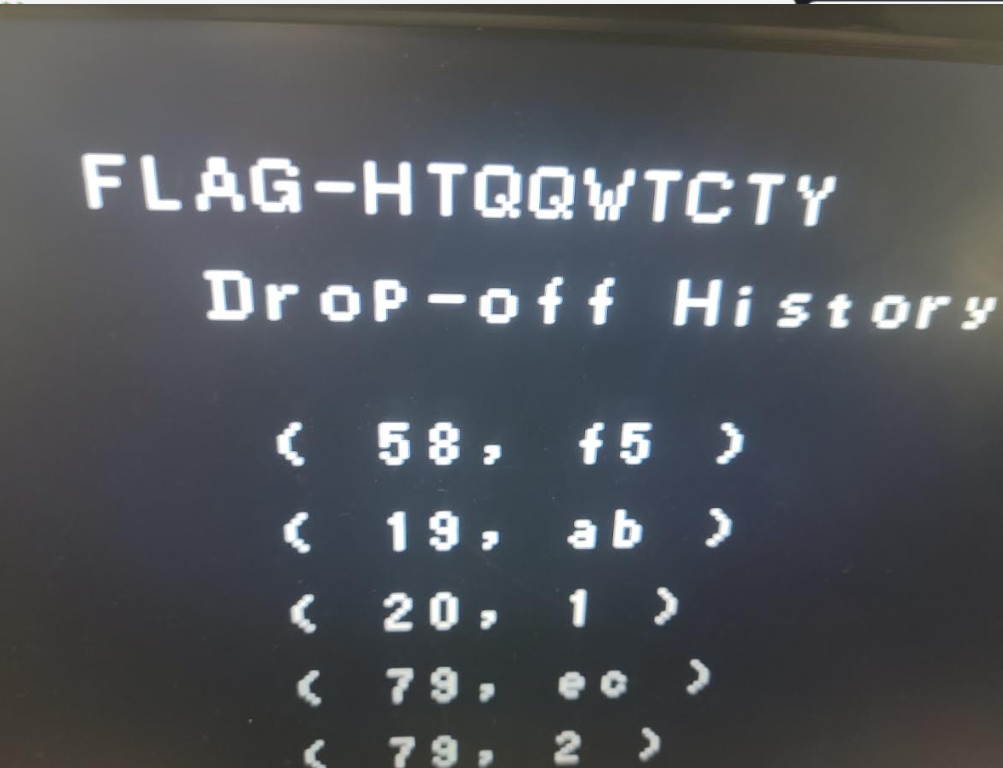 FLAG-HTQQWTCTY
Drop-off History
( 58, f5 )
( 19, ab )
( 20, 1 )
( 79, ec )
( 79, 2 )